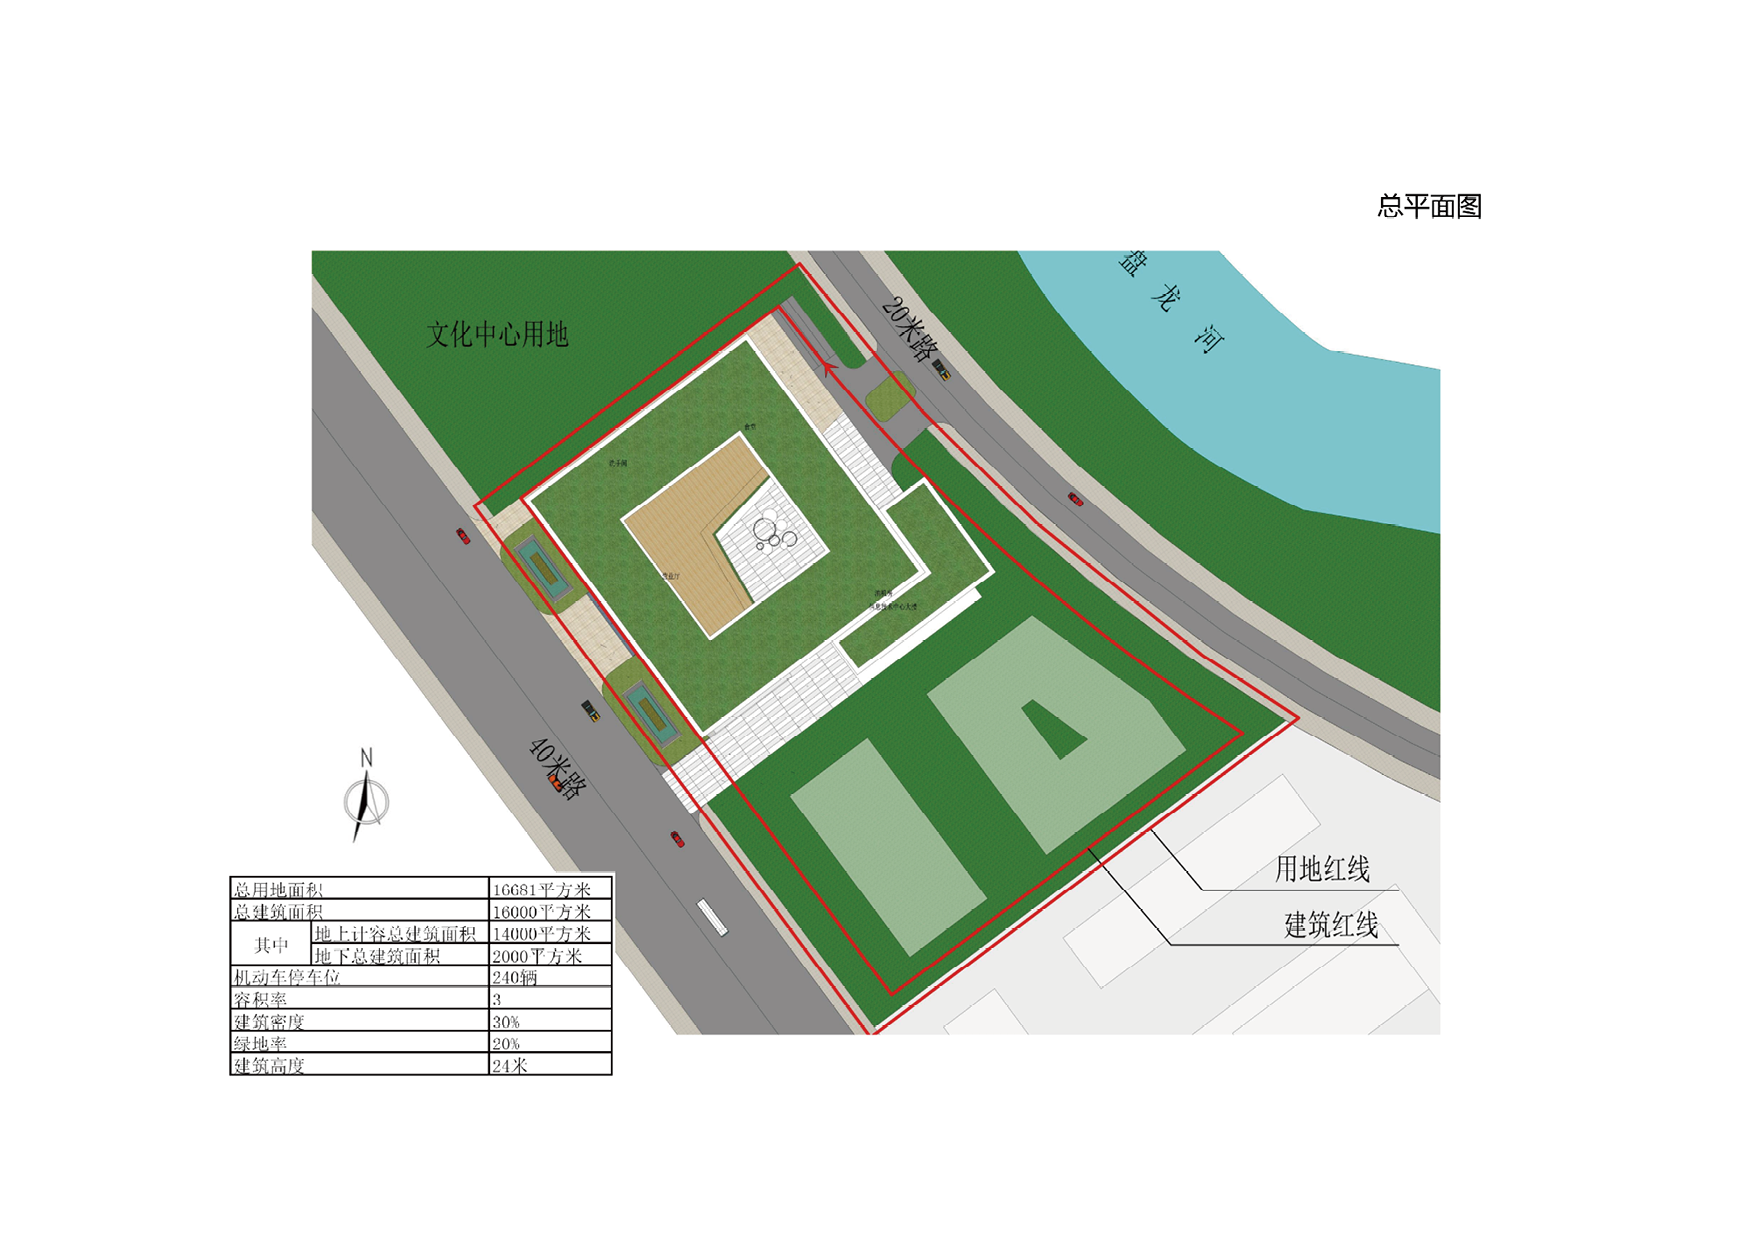 总平面图
盘龙河
20米路
文化中心用地
40米路
N
用地红线
建筑红线
总用地面积 16681平方米
总建筑面积 16000平方米
其中 地上计容总建筑面积 14000平方米
地下总建筑面积 2000平方米
机动车停车位 240辆
容积率 3
建筑密度 30%
绿地率 20%
建筑高度 24米